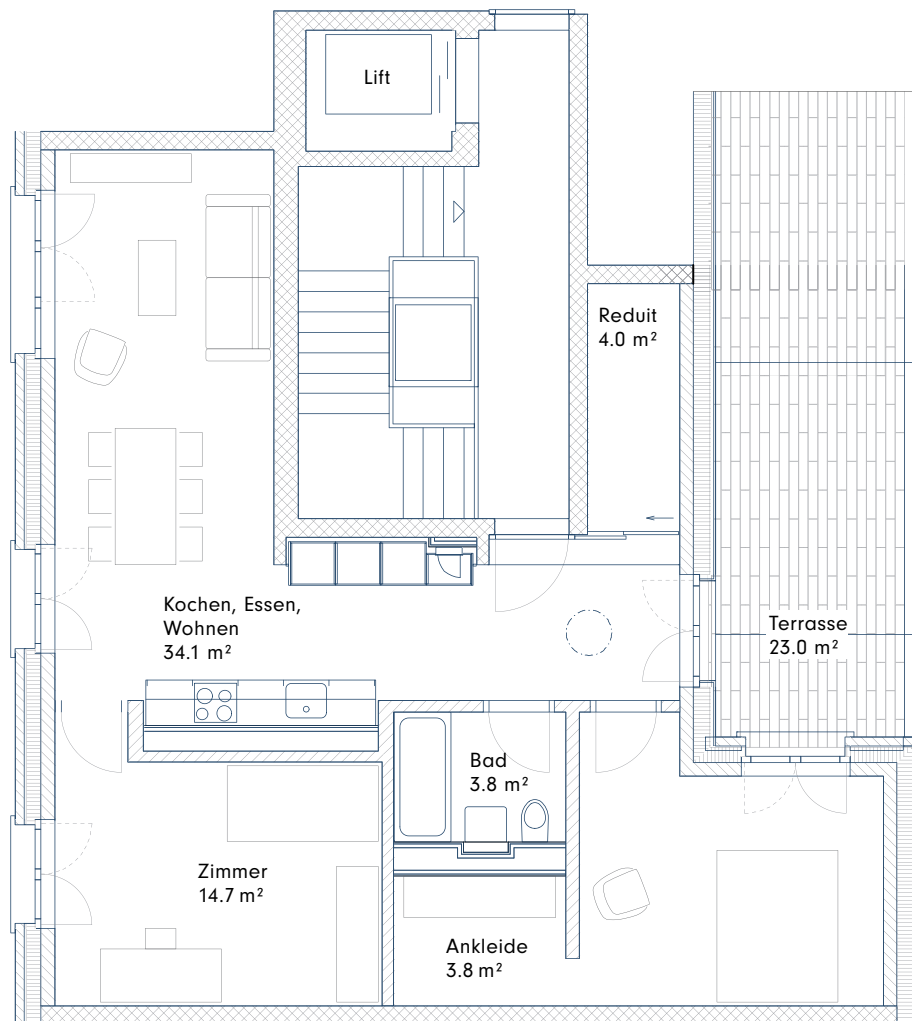 Lift
Reduit
4.0 m²
Kochen, Essen,
Wohnen
34.1 m²
Terrasse
23.0 m²
Bad
3.8 m²
Zimmer
14.7 m²
Ankleide
3.8 m²